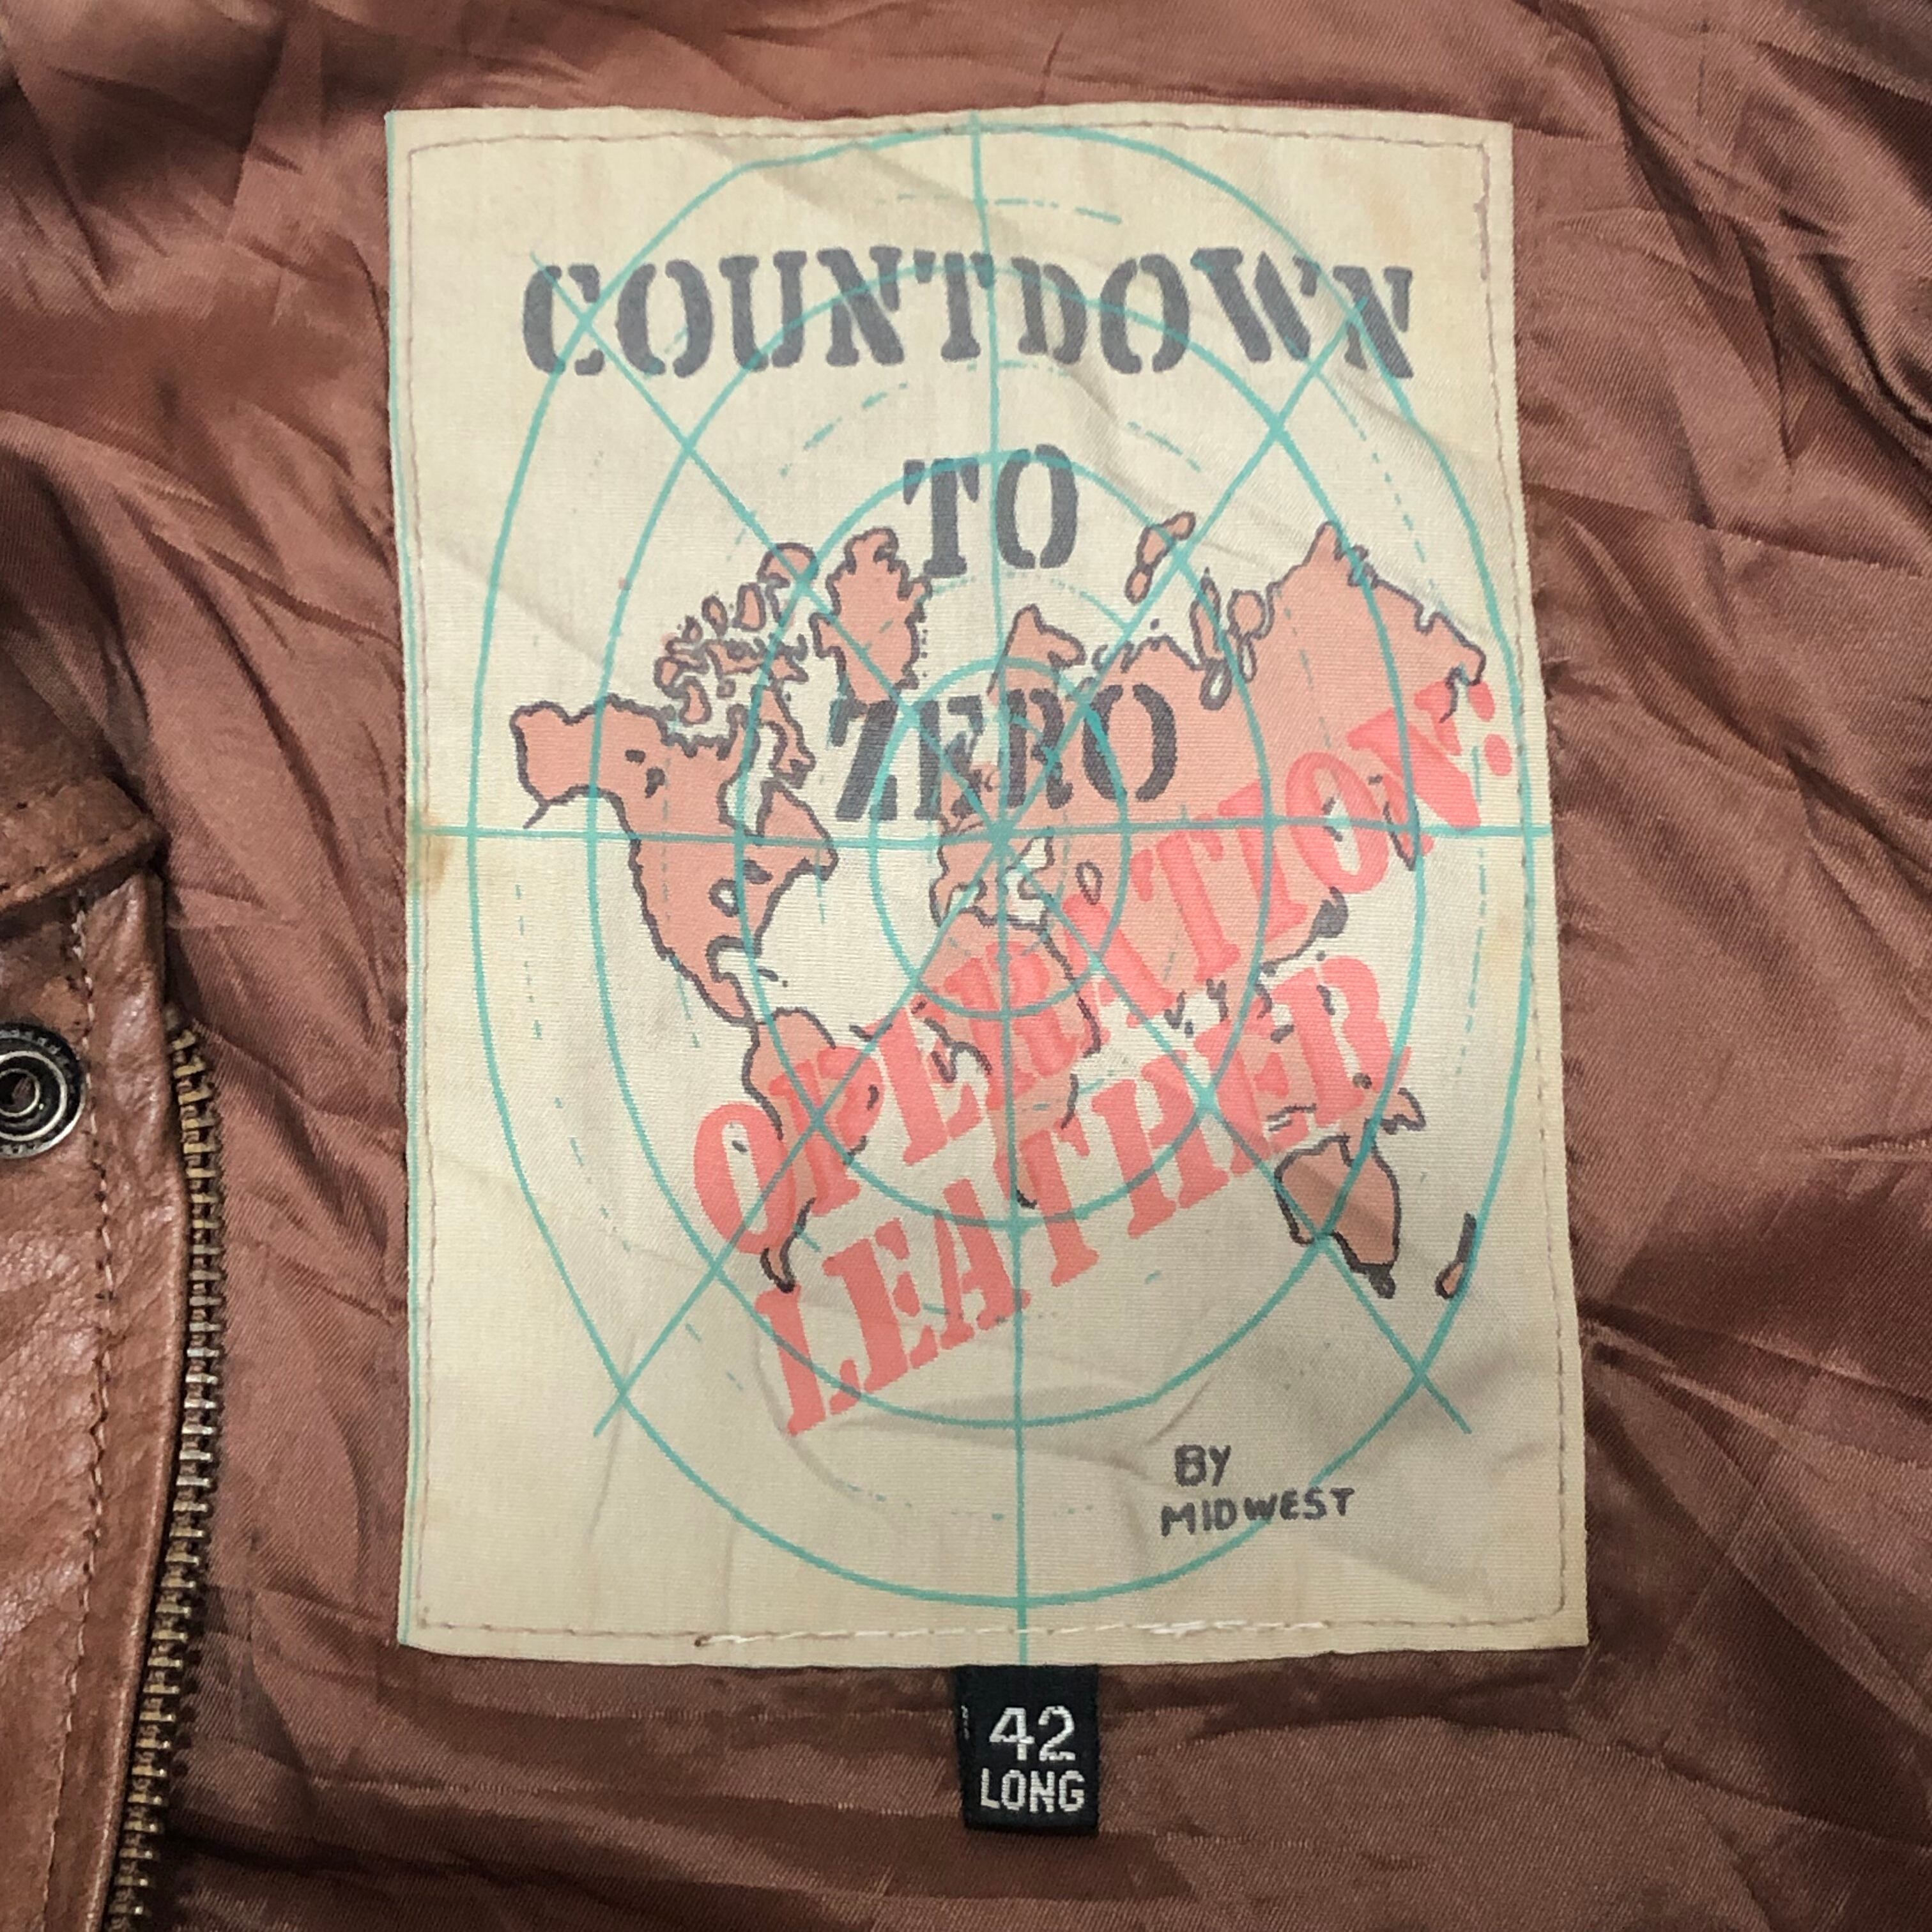 COUNTDOWN
TO
ZERO
OPERATION:
LEATHER
BY
MIDWEST
42
LONG